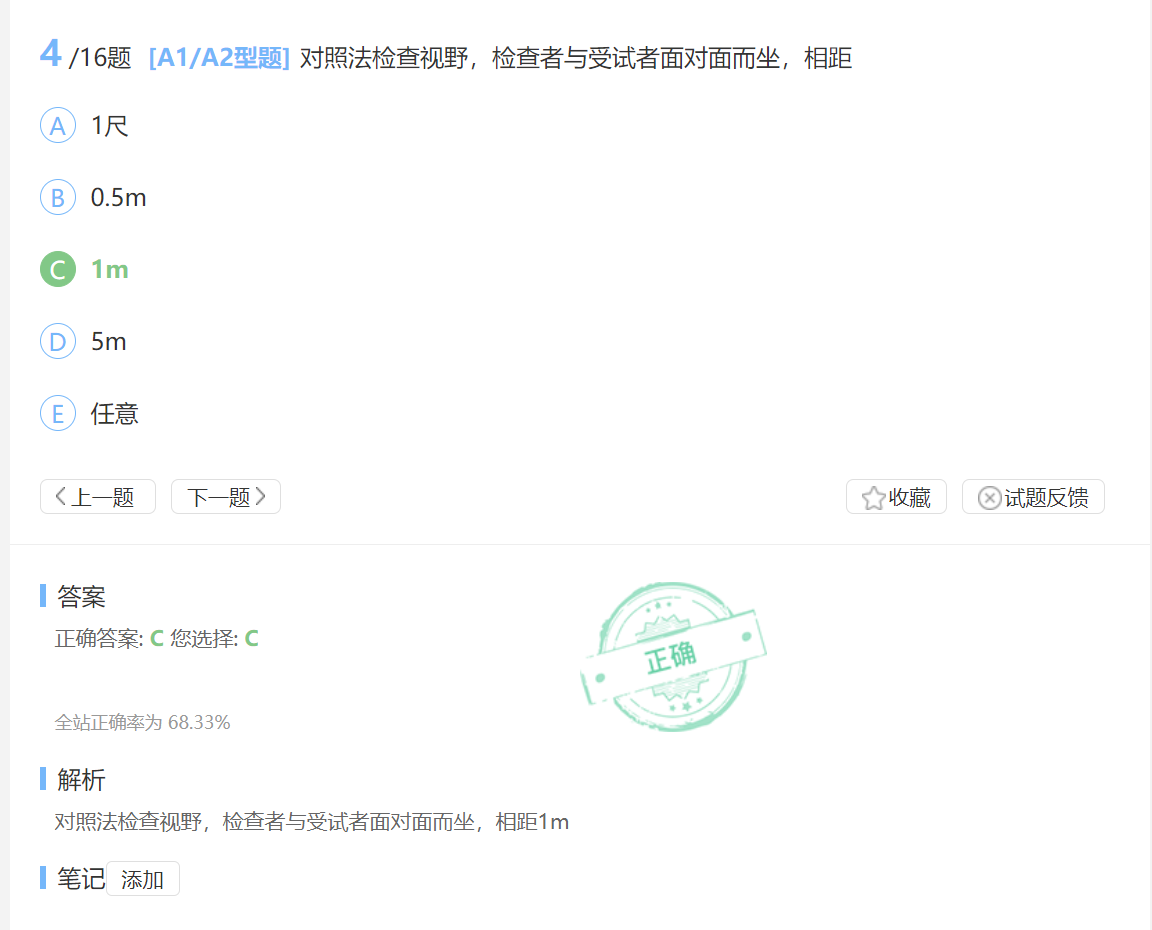 4/16题 [A1/A2型题] 对照法检查视野，检查者与受试者面对面而坐，相距
A 1尺
B 0.5m
C 1m
D 5m
E 任意
上一题 下一题 收藏 试题反馈
答案
正确答案: C 您选择: C
正确
全站正确率为 68.33%
解析
对照法检查视野，检查者与受试者面对面而坐，相距1m
笔记 添加